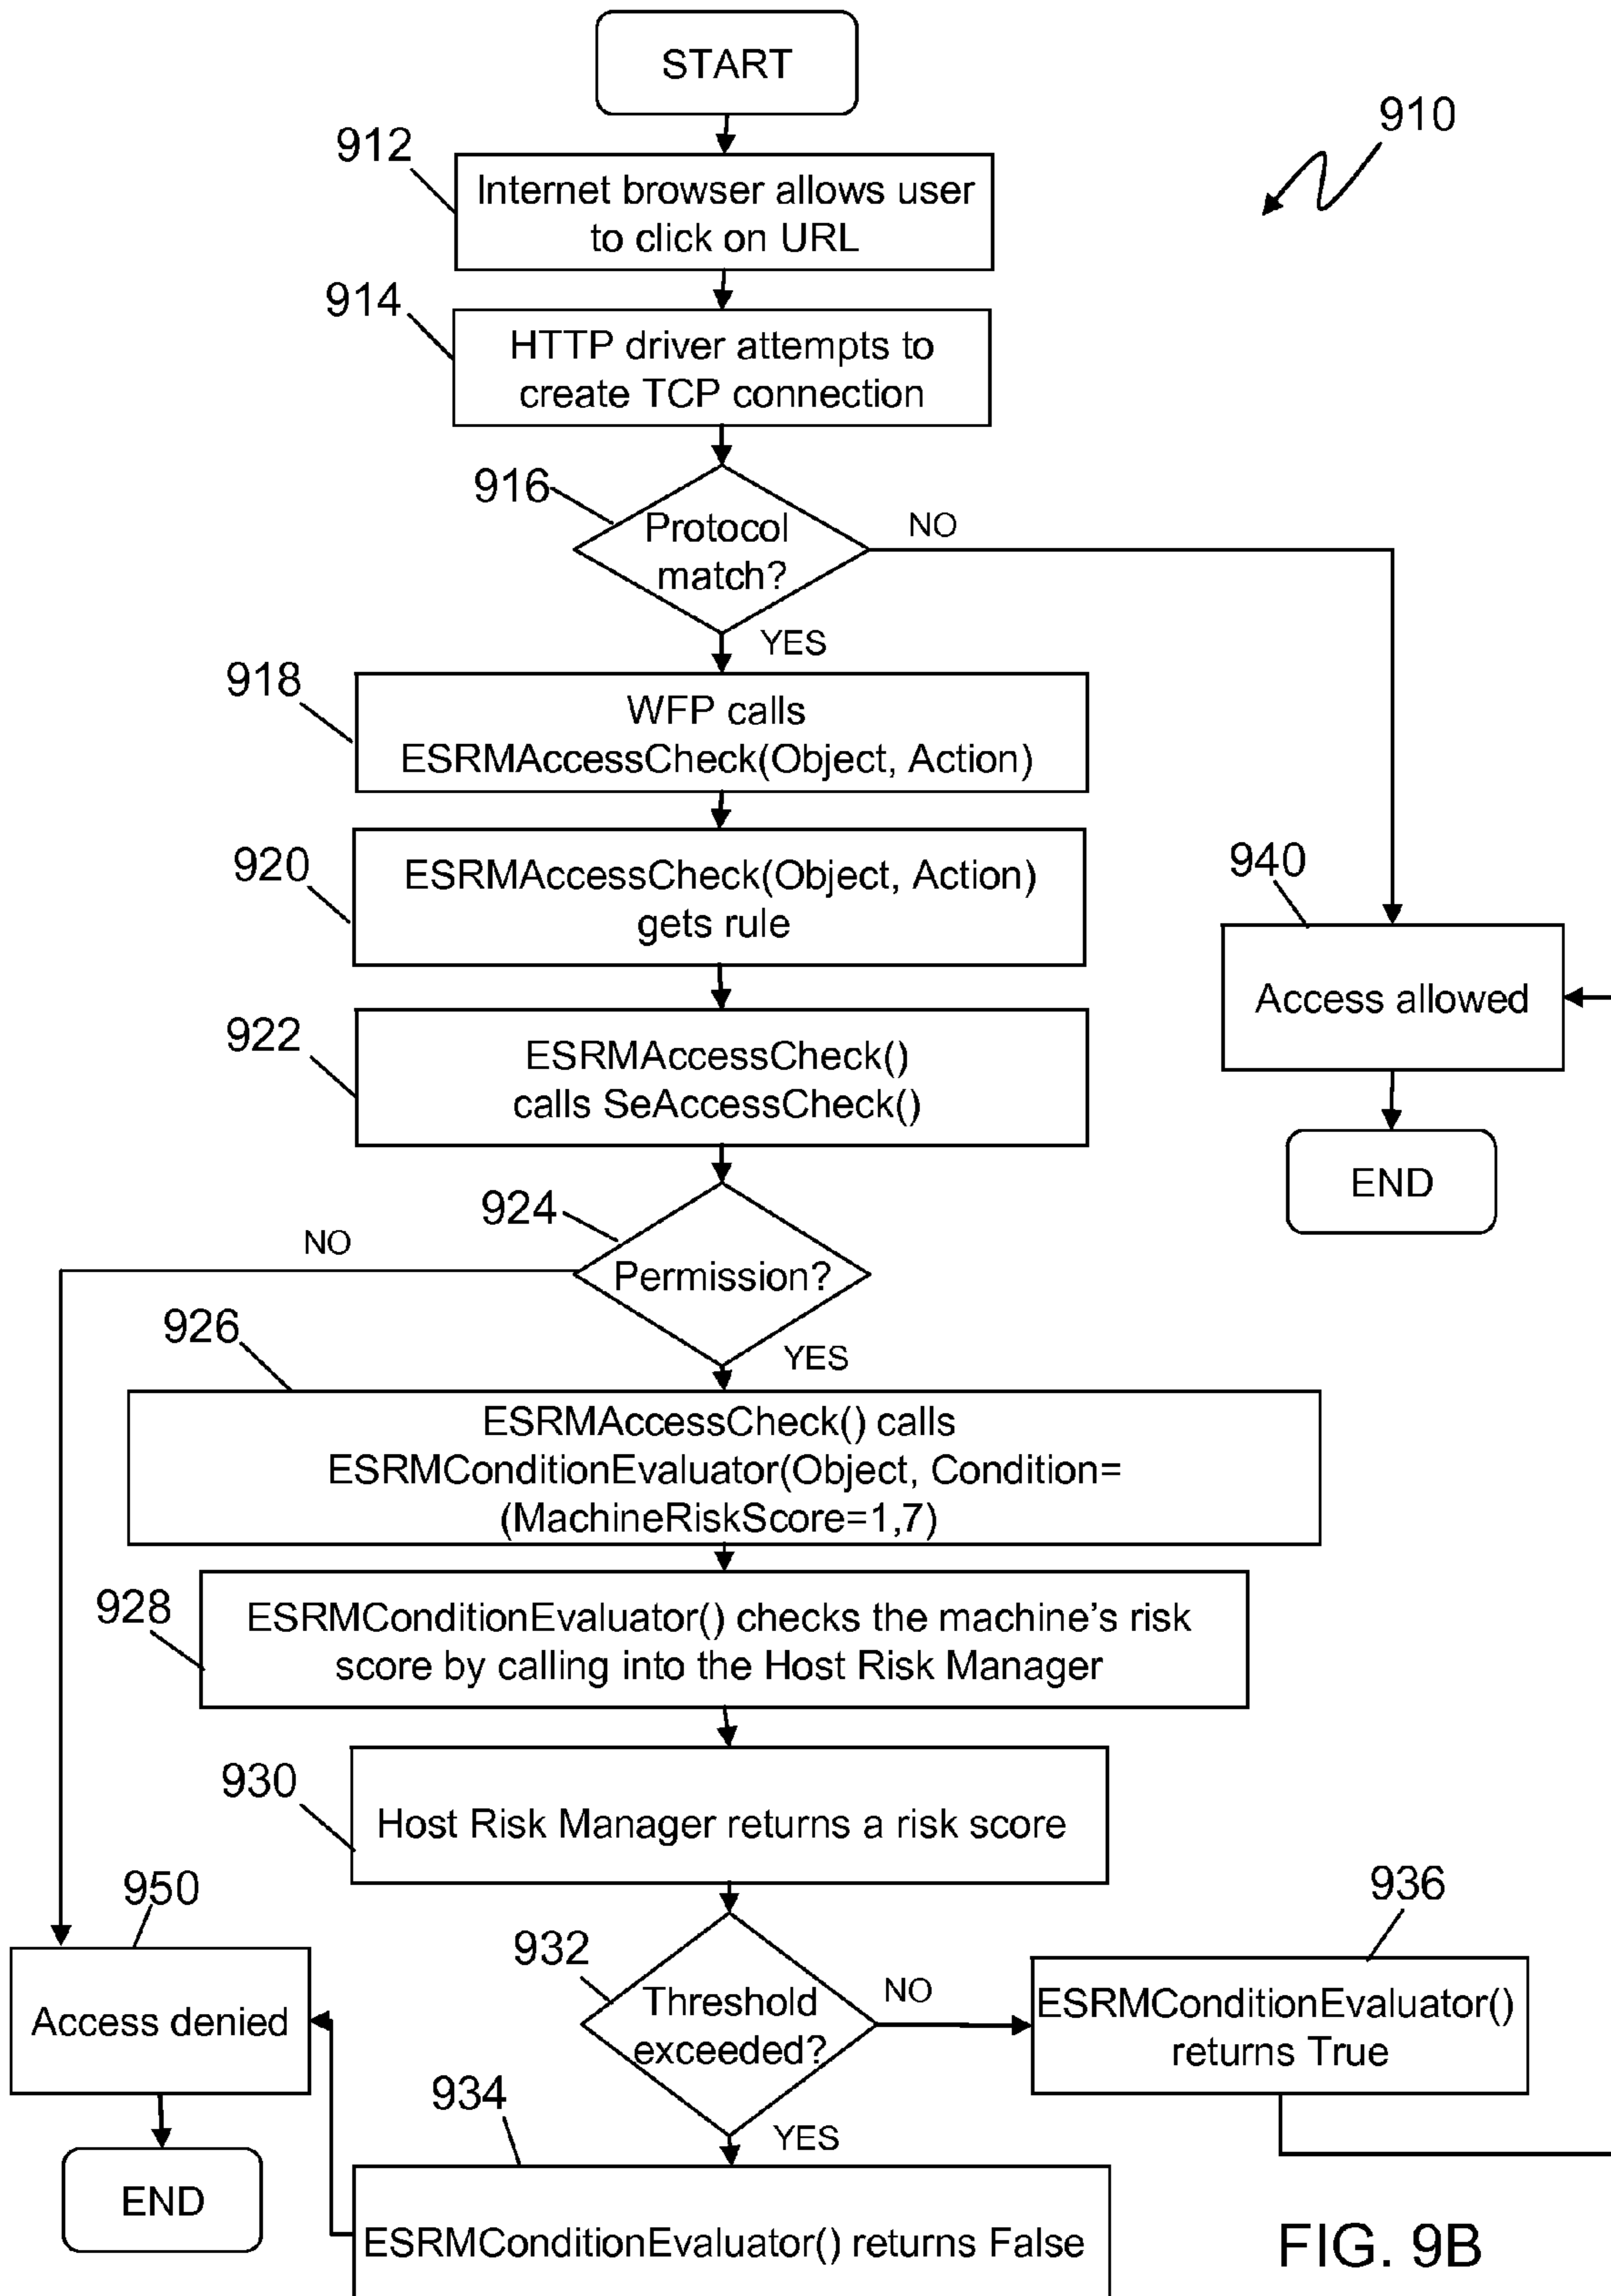 START
910
912
Internet browser allows user
to click on URL
914
HTTP driver attempts to
create TCP connection
916
Protocol
match?
NO
YES
918
WFP calls
ESRMAccessCheck(Object, Action)
920
ESRMAccessCheck(Object, Action)
gets rule
940
Access allowed
922
ESRMAccessCheck()
calls SeAccessCheck()
END
924
NO
Permission?
YES
926
ESRMAccessCheck() calls
ESRMConditionEvaluator(Object, Condition=
(MachineRiskScore=1,7)
928
ESRMConditionEvaluator() checks the machine's risk
score by calling into the Host Risk Manager
930
Host Risk Manager returns a risk score
950
Access denied
932
Threshold
exceeded?
NO
936
ESRMConditionEvaluator()
returns True
934
YES
END
ESRMConditionEvaluator() returns False
FIG. 9B